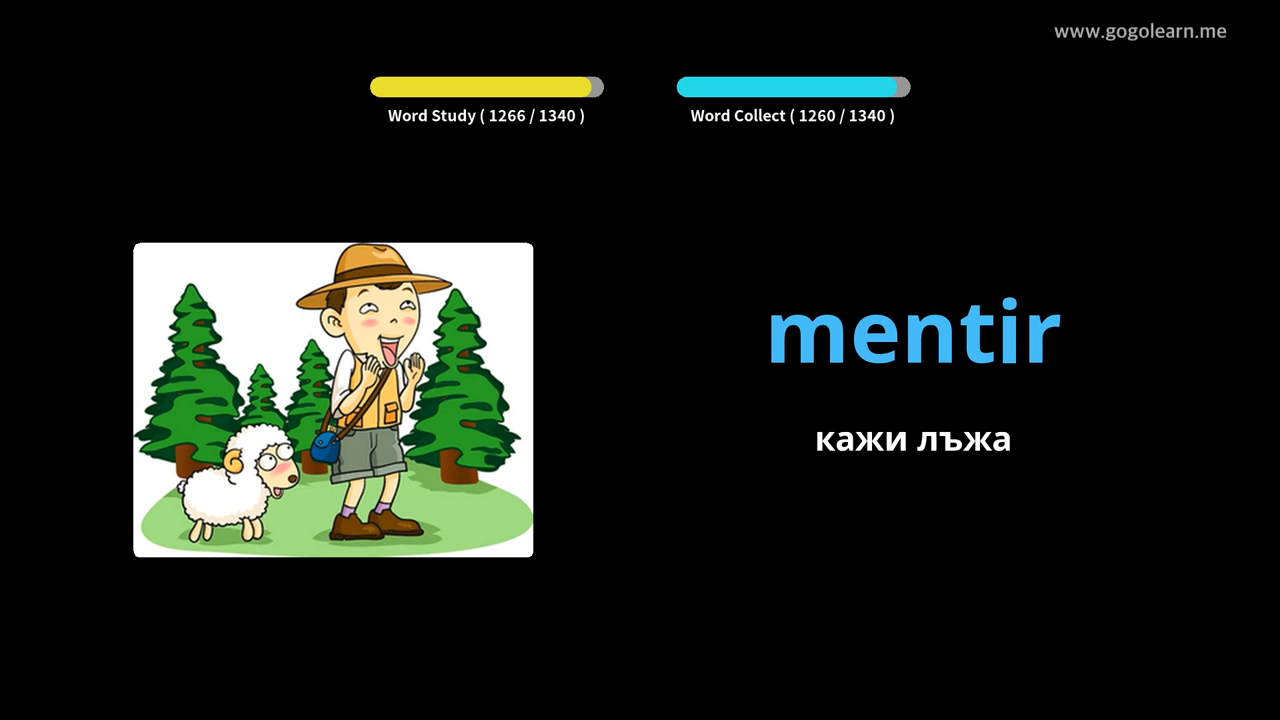 www.gogolearn.me
Word Study ( 1266 / 1340 )
Word Collect ( 1260 / 1340 )
mentir
кажи лъжа